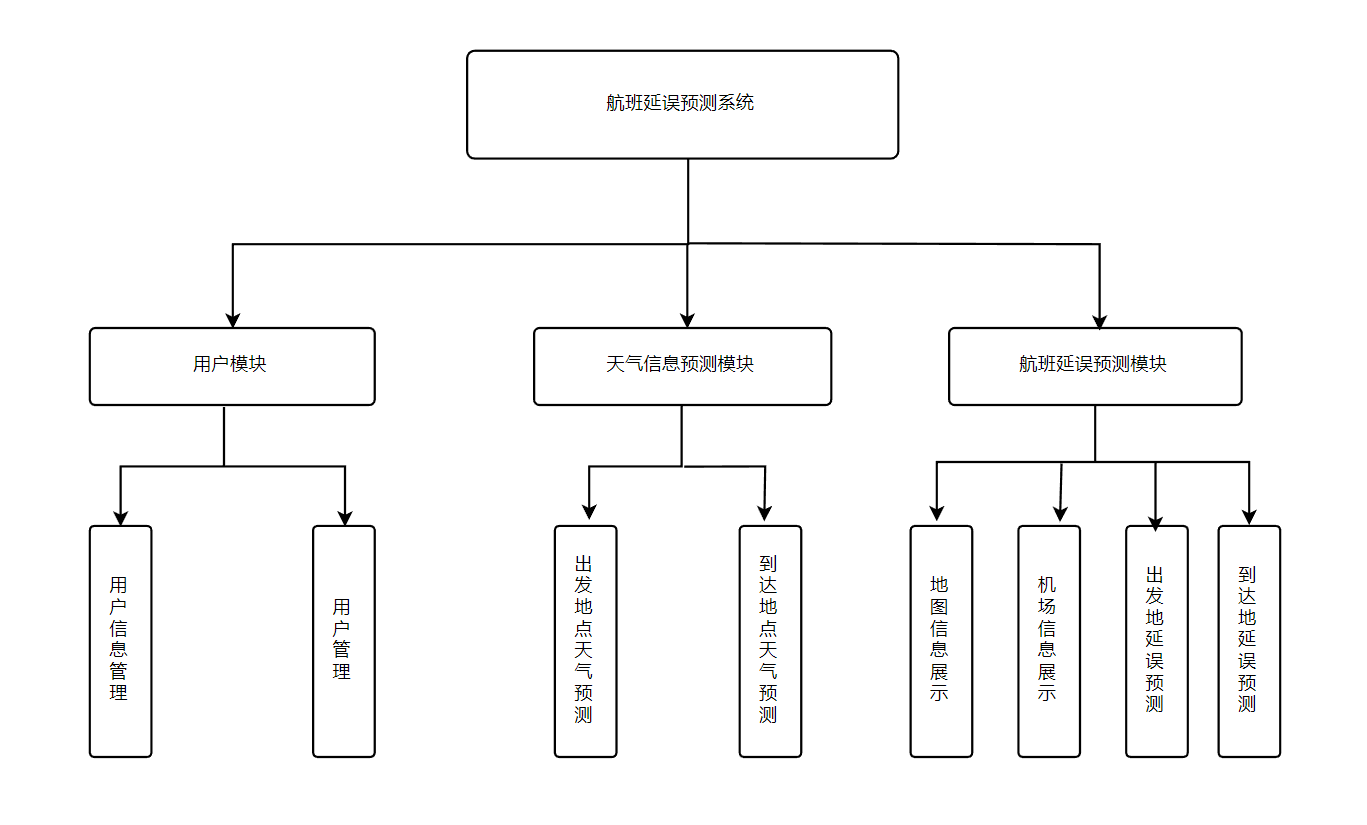 航班延误预测系统
用户模块
天气信息预测模块
航班延误预测模块
用户信息管理
用户管理
出发地点天气预测
到达地点天气预测
地图信息展示
机场信息展示
出发地延误预测
到达地延误预测